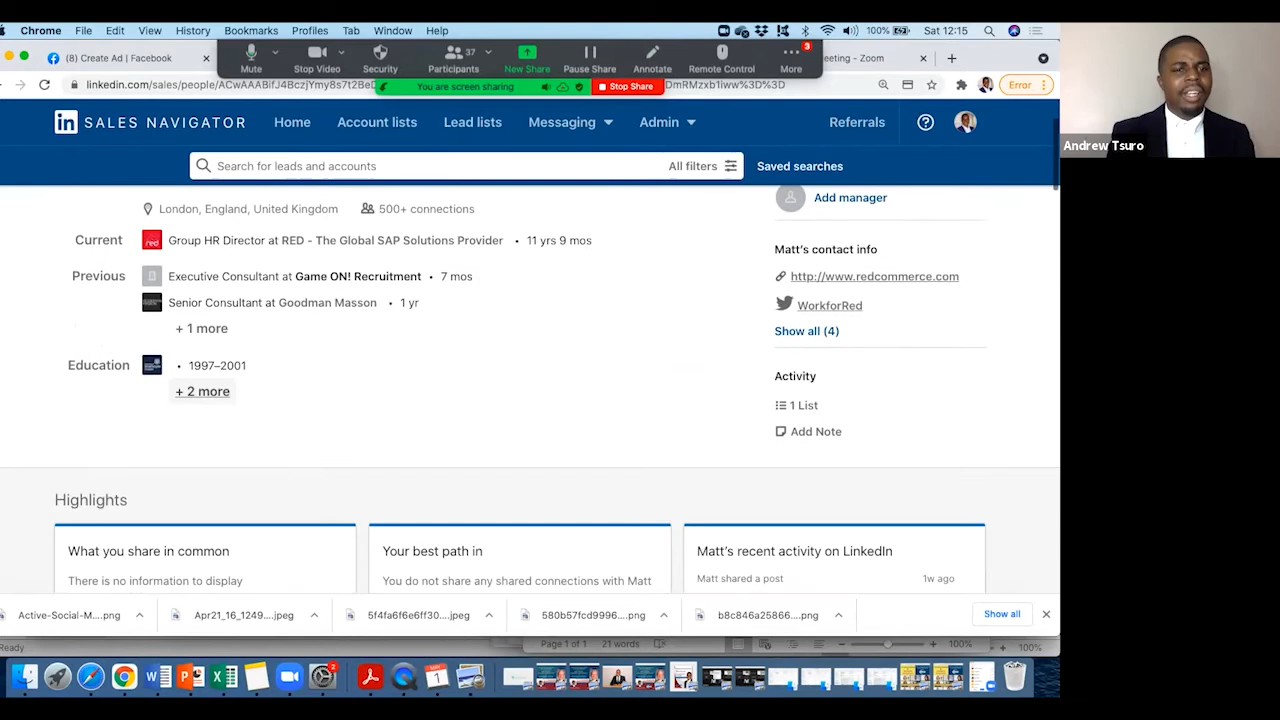 Chrome File Edit View History Bookmarks Profiles Tab Window Help 100% Sat 12:15
(8) Create Ad | Facebook × eeting - Zoom × +
Mute Stop Video Security Participants 37 New Share Pause Share Annotate Remote Control More 3
linkedin.com/sales/people/ACwAAABifJ4BczjYmy8s7t2BeD You are screen sharing Stop Share DmRMzxb1iww%3D%3D Error
in SALES NAVIGATOR Home Account lists Lead lists Messaging Admin Referrals
Search for leads and accounts All filters Saved searches
Andrew Tsuro
London, England, United Kingdom 500+ connections
Current red Group HR Director at RED - The Global SAP Solutions Provider • 11 yrs 9 mos
Previous Executive Consultant at Game ON! Recruitment • 7 mos
Senior Consultant at Goodman Masson • 1 yr
+ 1 more
Education • 1997–2001
+ 2 more
Add manager
Matt's contact info
http://www.redcommerce.com
WorkforRed
Show all (4)
Activity
1 List
Add Note
Highlights
What you share in common
There is no information to display
Your best path in
You do not share any shared connections with Matt
Matt's recent activity on LinkedIn
Matt shared a post 1w ago
Active-Social-M....png Apr21_16_1249....jpeg 5f4fa6f6e6ff30....jpeg 580b57fcd9996....png b8c846a25866....png Show all
Ready Page 1 of 1 21 words 100% 100%